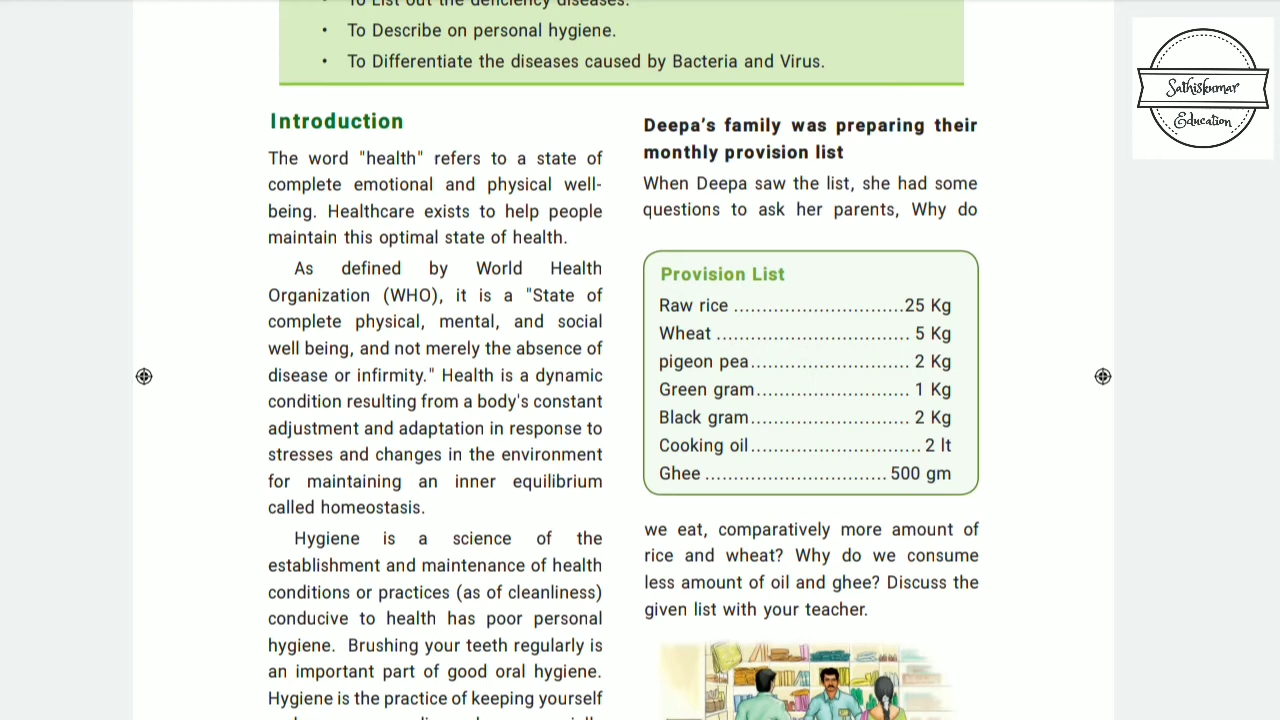 • To List out the deficiency diseases.
• To Describe on personal hygiene.
• To Differentiate the diseases caused by Bacteria and Virus.
Introduction
The word "health" refers to a state of
complete emotional and physical well-
being. Healthcare exists to help people
maintain this optimal state of health.
As defined by World Health
Organization (WHO), it is a "State of
complete physical, mental, and social
well being, and not merely the absence of
disease or infirmity." Health is a dynamic
condition resulting from a body's constant
adjustment and adaptation in response to
stresses and changes in the environment
for maintaining an inner equilibrium
called homeostasis.
Hygiene is a science of the
establishment and maintenance of health
conditions or practices (as of cleanliness)
conducive to health has poor personal
hygiene. Brushing your teeth regularly is
an important part of good oral hygiene.
Hygiene is the practice of keeping yourself
Deepa's family was preparing their
monthly provision list
When Deepa saw the list, she had some
questions to ask her parents, Why do
Provision List
Raw rice ..............................25 Kg
Wheat .................................. 5 Kg
pigeon pea............................ 2 Kg
Green gram........................... 1 Kg
Black gram............................ 2 Kg
Cooking oil.............................. 2 lt
Ghee ................................ 500 gm
we eat, comparatively more amount of
rice and wheat? Why do we consume
less amount of oil and ghee? Discuss the
given list with your teacher.
Sathiskumar
Education